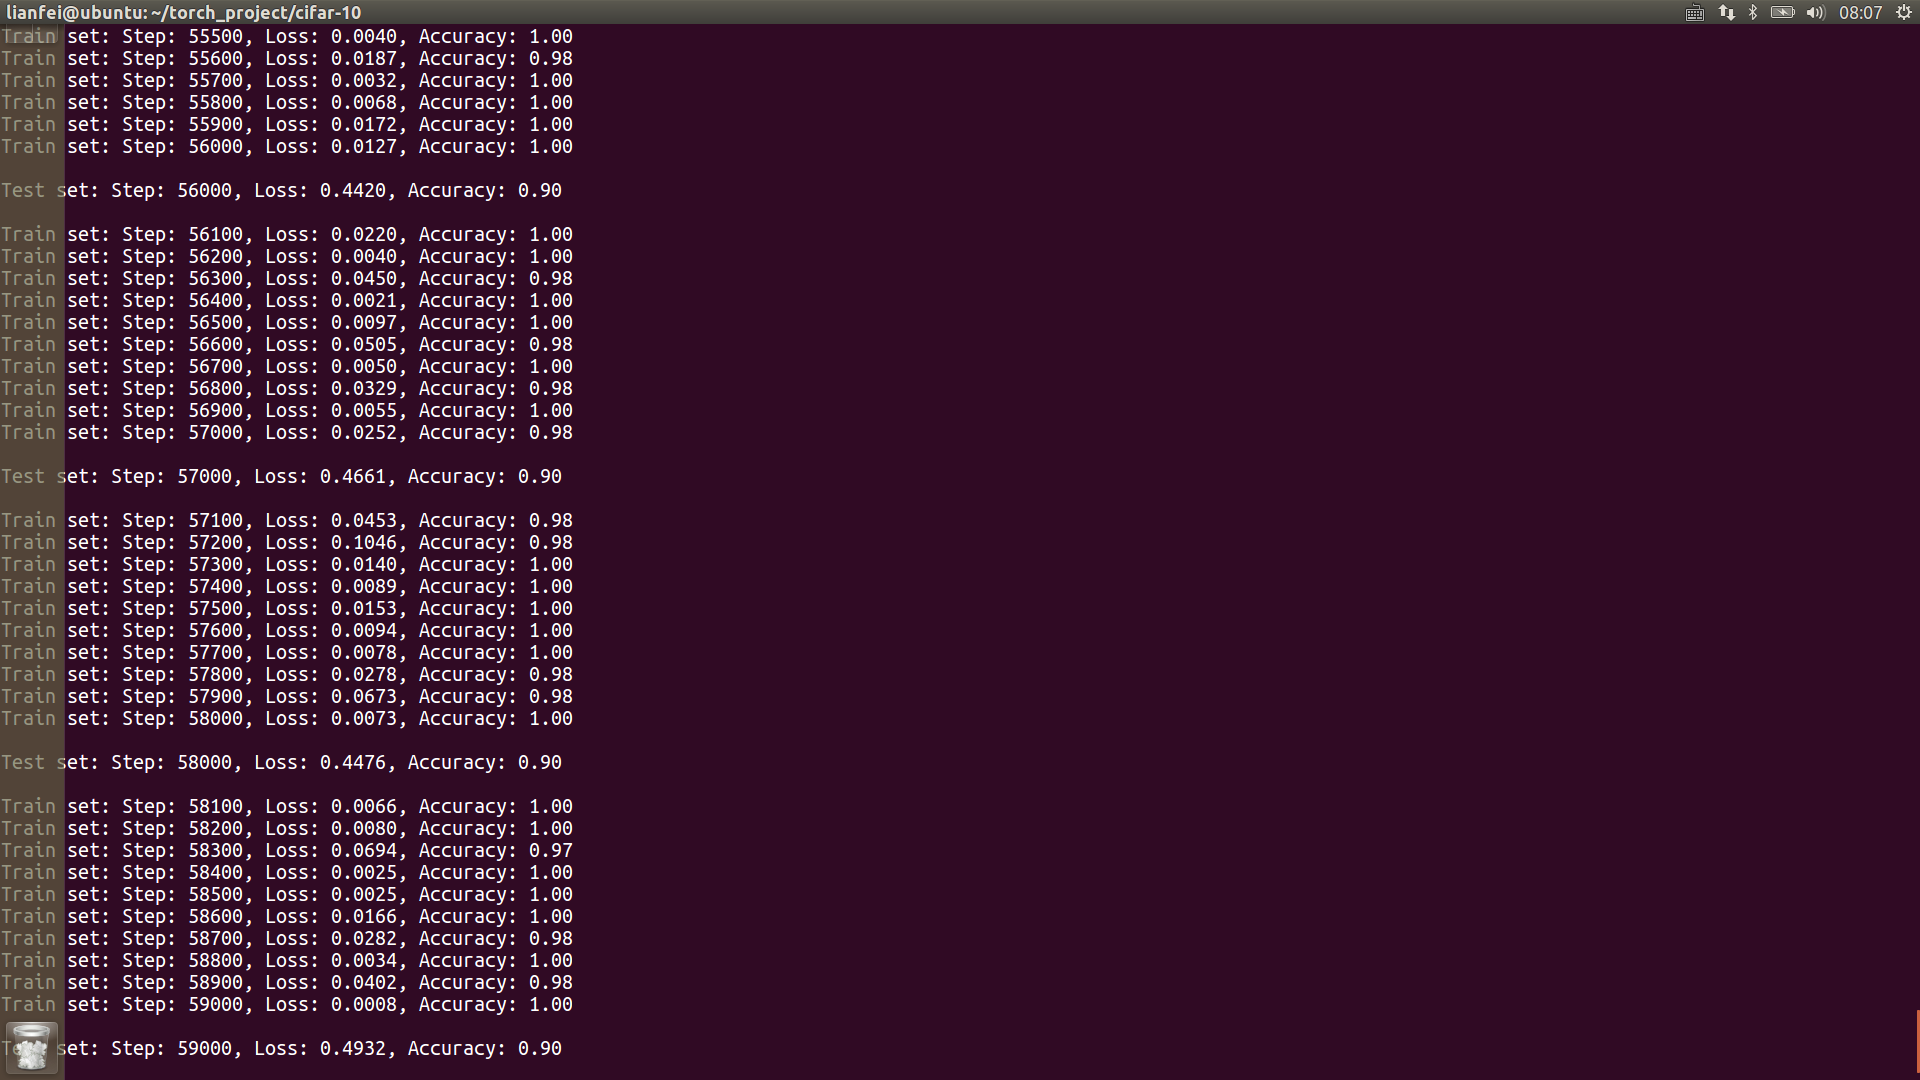 lianfei@ubuntu: ~/torch_project/cifar-10
08:07
Train set: Step: 55500, Loss: 0.0040, Accuracy: 1.00
Train set: Step: 55600, Loss: 0.0187, Accuracy: 0.98
Train set: Step: 55700, Loss: 0.0032, Accuracy: 1.00
Train set: Step: 55800, Loss: 0.0068, Accuracy: 1.00
Train set: Step: 55900, Loss: 0.0172, Accuracy: 1.00
Train set: Step: 56000, Loss: 0.0127, Accuracy: 1.00
Test set: Step: 56000, Loss: 0.4420, Accuracy: 0.90
Train set: Step: 56100, Loss: 0.0220, Accuracy: 1.00
Train set: Step: 56200, Loss: 0.0040, Accuracy: 1.00
Train set: Step: 56300, Loss: 0.0450, Accuracy: 0.98
Train set: Step: 56400, Loss: 0.0021, Accuracy: 1.00
Train set: Step: 56500, Loss: 0.0097, Accuracy: 1.00
Train set: Step: 56600, Loss: 0.0505, Accuracy: 0.98
Train set: Step: 56700, Loss: 0.0050, Accuracy: 1.00
Train set: Step: 56800, Loss: 0.0329, Accuracy: 0.98
Train set: Step: 56900, Loss: 0.0055, Accuracy: 1.00
Train set: Step: 57000, Loss: 0.0252, Accuracy: 0.98
Test set: Step: 57000, Loss: 0.4661, Accuracy: 0.90
Train set: Step: 57100, Loss: 0.0453, Accuracy: 0.98
Train set: Step: 57200, Loss: 0.1046, Accuracy: 0.98
Train set: Step: 57300, Loss: 0.0140, Accuracy: 1.00
Train set: Step: 57400, Loss: 0.0089, Accuracy: 1.00
Train set: Step: 57500, Loss: 0.0153, Accuracy: 1.00
Train set: Step: 57600, Loss: 0.0094, Accuracy: 1.00
Train set: Step: 57700, Loss: 0.0078, Accuracy: 1.00
Train set: Step: 57800, Loss: 0.0278, Accuracy: 0.98
Train set: Step: 57900, Loss: 0.0673, Accuracy: 0.98
Train set: Step: 58000, Loss: 0.0073, Accuracy: 1.00
Test set: Step: 58000, Loss: 0.4476, Accuracy: 0.90
Train set: Step: 58100, Loss: 0.0066, Accuracy: 1.00
Train set: Step: 58200, Loss: 0.0080, Accuracy: 1.00
Train set: Step: 58300, Loss: 0.0694, Accuracy: 0.97
Train set: Step: 58400, Loss: 0.0025, Accuracy: 1.00
Train set: Step: 58500, Loss: 0.0025, Accuracy: 1.00
Train set: Step: 58600, Loss: 0.0166, Accuracy: 1.00
Train set: Step: 58700, Loss: 0.0282, Accuracy: 0.98
Train set: Step: 58800, Loss: 0.0034, Accuracy: 1.00
Train set: Step: 58900, Loss: 0.0402, Accuracy: 0.98
Train set: Step: 59000, Loss: 0.0008, Accuracy: 1.00
set: Step: 59000, Loss: 0.4932, Accuracy: 0.90